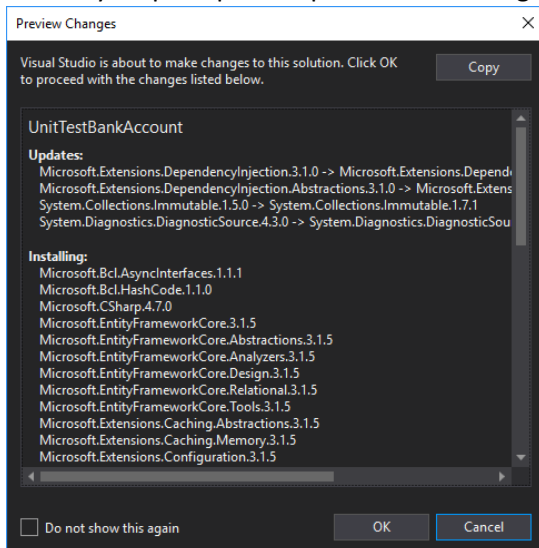 Preview Changes
Visual Studio is about to make changes to this solution. Click OK
to proceed with the changes listed below.
Copy
UnitTestBankAccount
Updates:
Microsoft.Extensions.DependencyInjection.3.1.0 -> Microsoft.Extensions.Depend
Microsoft.Extensions.DependencyInjection.Abstractions.3.1.0 -> Microsoft.Extens
System.Collections.Immutable.1.5.0 -> System.Collections.Immutable.1.7.1
System.Diagnostics.DiagnosticSource.4.3.0 -> System.Diagnostics.DiagnosticSou
Installing:
Microsoft.Bcl.AsyncInterfaces.1.1.1
Microsoft.Bcl.HashCode.1.1.0
Microsoft.CSharp.4.7.0
Microsoft.EntityFrameworkCore.3.1.5
Microsoft.EntityFrameworkCore.Abstractions.3.1.5
Microsoft.EntityFrameworkCore.Analyzers.3.1.5
Microsoft.EntityFrameworkCore.Design.3.1.5
Microsoft.EntityFrameworkCore.Relational.3.1.5
Microsoft.EntityFrameworkCore.Tools.3.1.5
Microsoft.Extensions.Caching.Abstractions.3.1.5
Microsoft.Extensions.Caching.Memory.3.1.5
Microsoft.Extensions.Configuration.3.1.5
Do not show this again
OK
Cancel